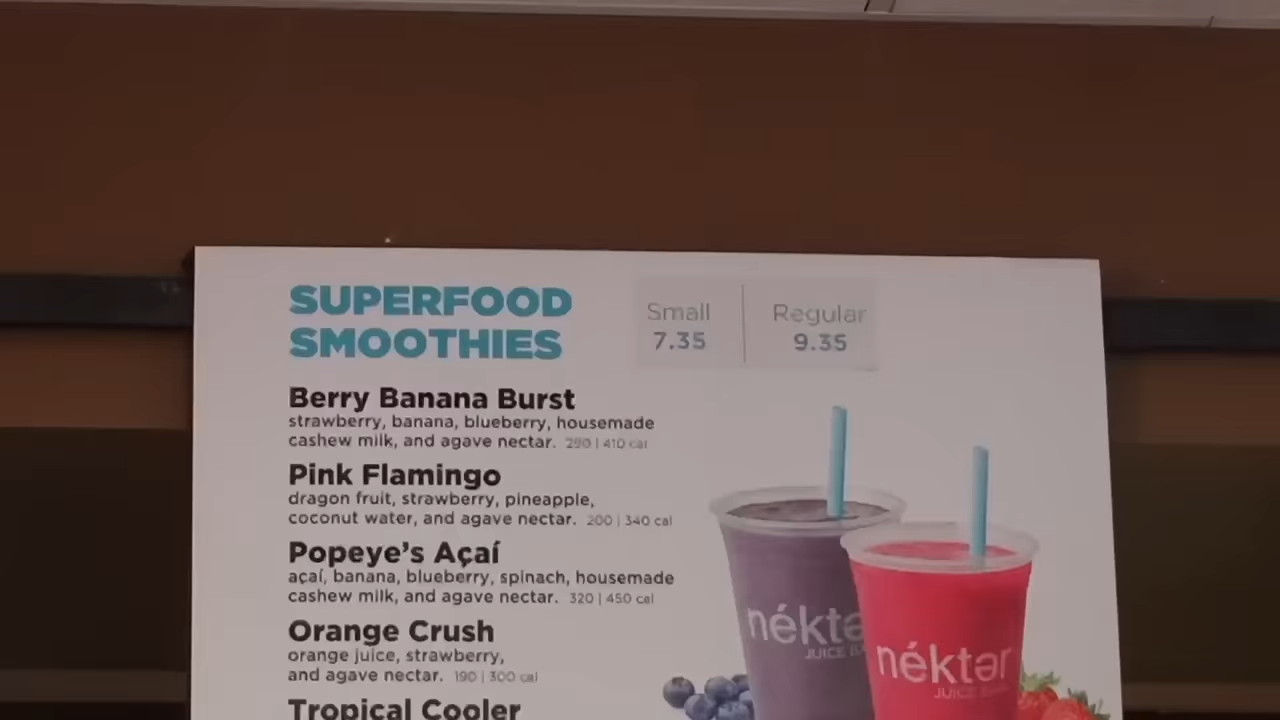 SUPERFOOD
SMOOTHIES
Small
7.35
Regular
9.35
Berry Banana Burst
strawberry, banana, blueberry, housemade
cashew milk, and agave nectar. 290 | 410 cal
Pink Flamingo
dragon fruit, strawberry, pineapple,
coconut water, and agave nectar. 200 | 340 cal
Popeye's Açaí
açaí, banana, blueberry, spinach, housemade
cashew milk, and agave nectar. 320 | 450 cal
Orange Crush
orange juice, strawberry,
and agave nectar. 190 | 300 cal
Tropical Cooler
nékte
JUICE BA
néktər
JUICE BAR